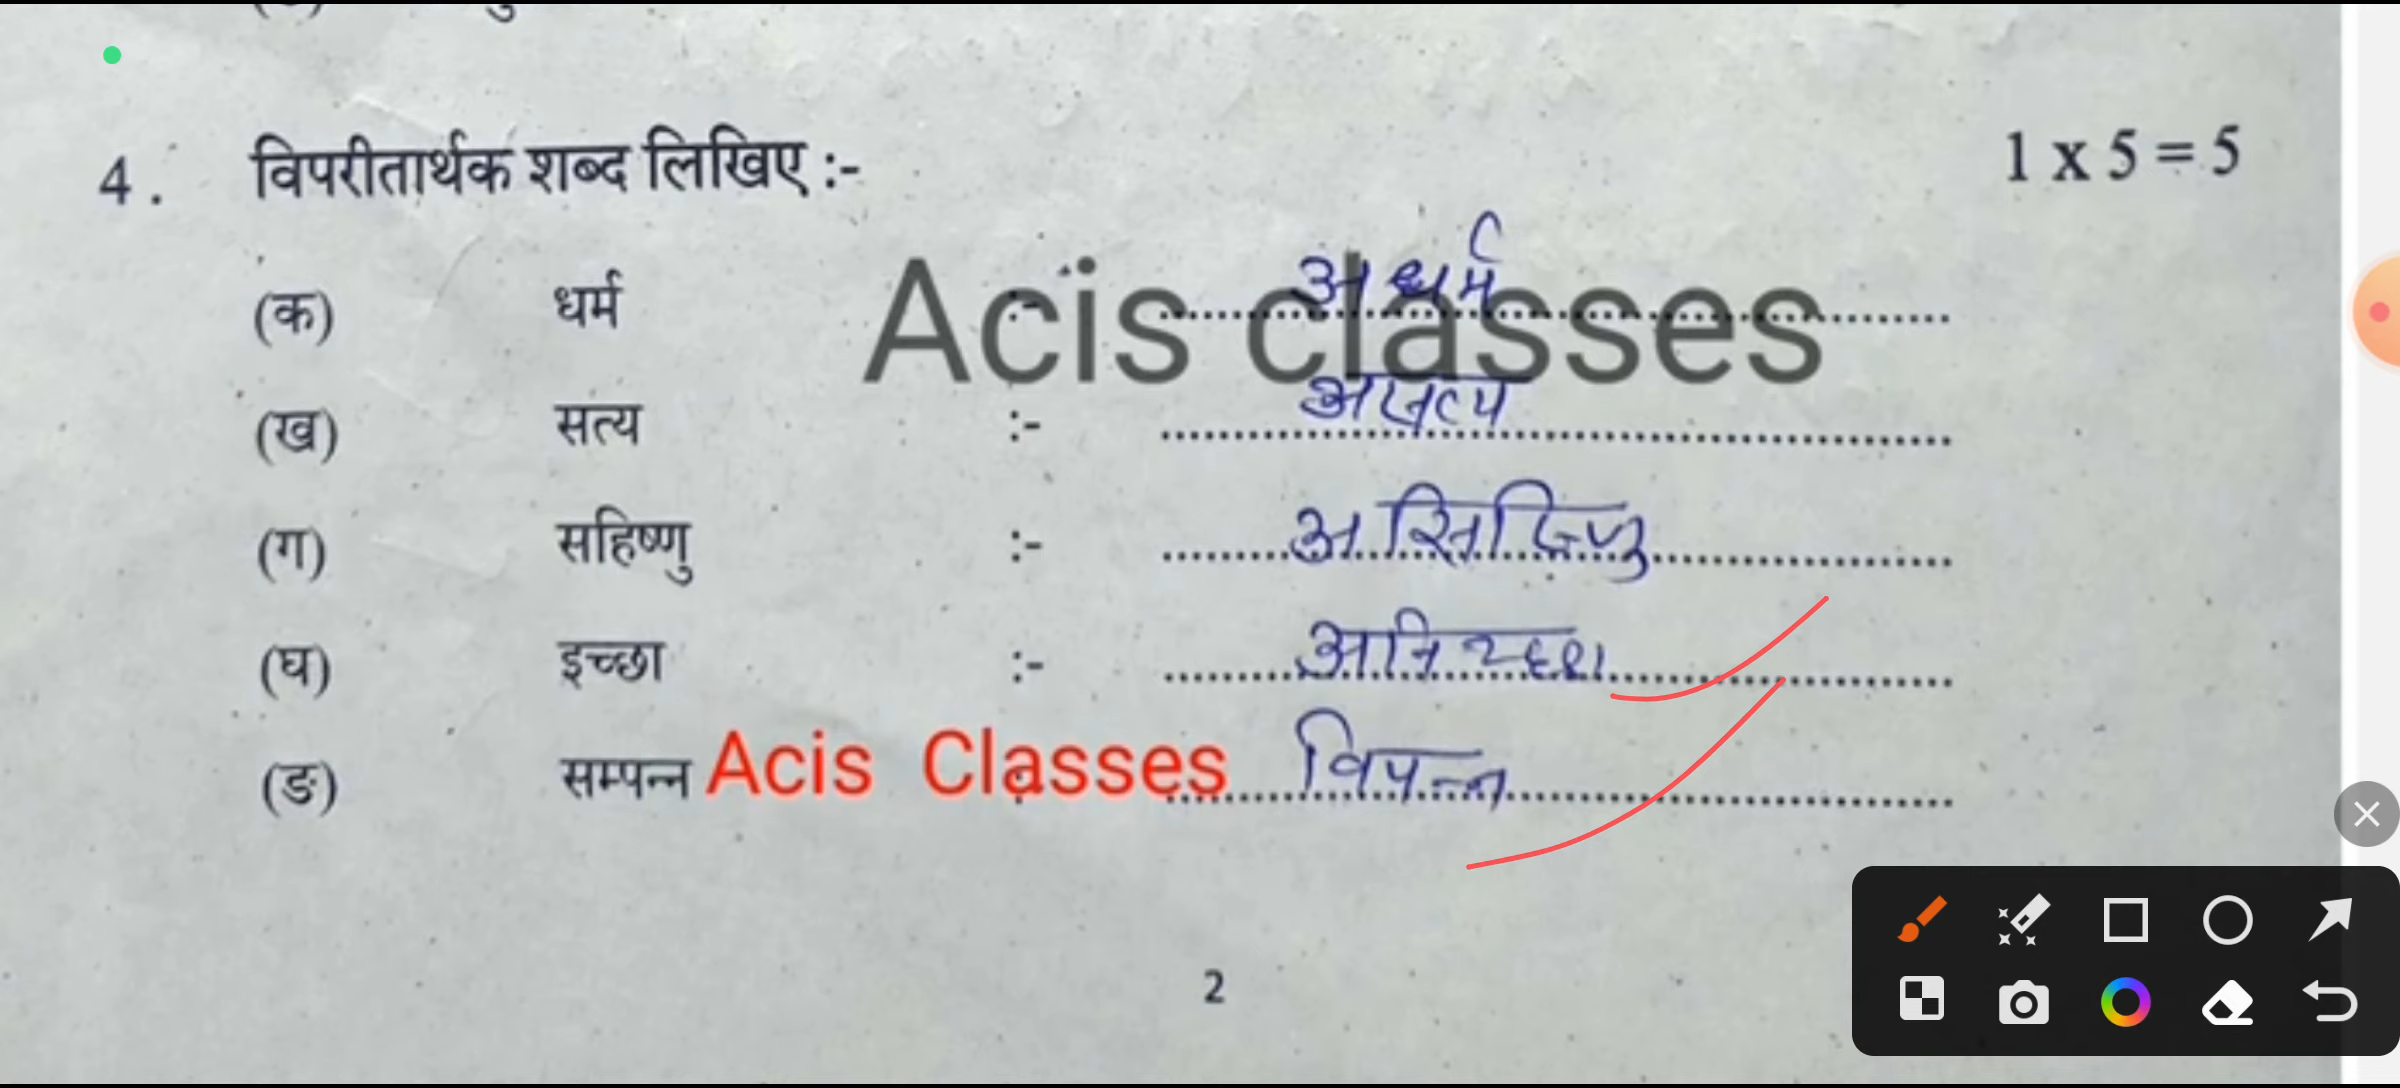 4 . विपरीतार्थक शब्द लिखिए :- 1 x 5 = 5
Acis classes
(क) धर्म :- अधर्म
(ख) सत्य :- असत्य
(ग) सहिष्णु :- असिहिष्णु
(घ) इच्छा :- अनिच्छा
(ङ) सम्पन्न Acis Classes विपन्न
2